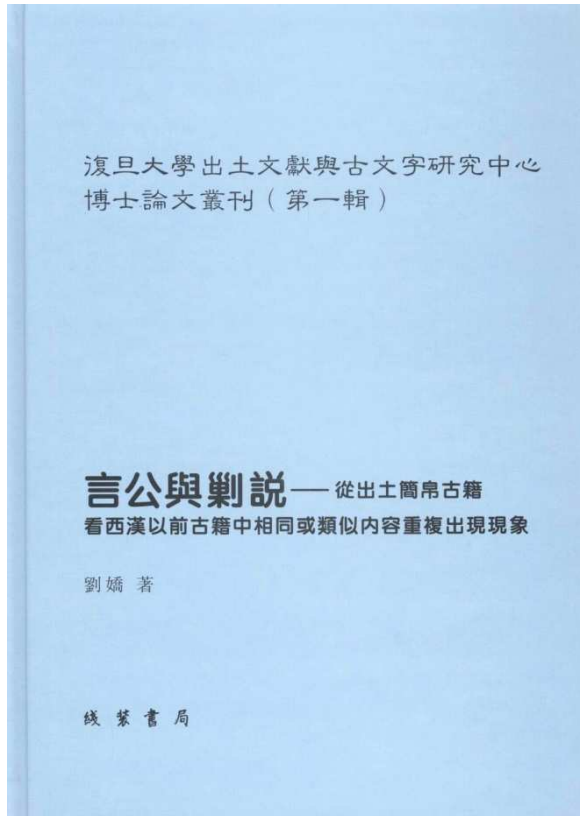 復旦大學出土文獻與古文字研究中心
博士論文叢刊（第一輯）
言公與剿説——從出土簡帛古籍
看西漢以前古籍中相同或類似内容重複出現現象
劉嬌 著
线装書局